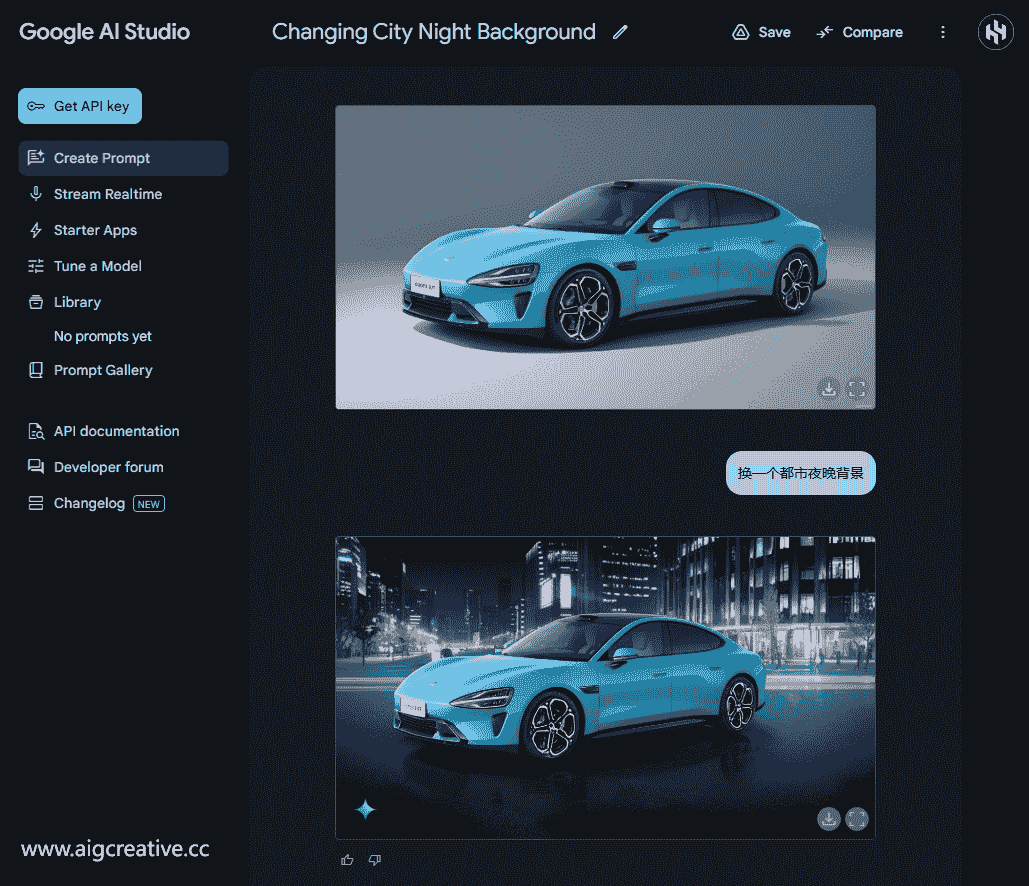 Google AI Studio
Changing City Night Background
Save
Compare
Get API key
Create Prompt
Stream Realtime
Starter Apps
Tune a Model
Library
No prompts yet
Prompt Gallery
API documentation
Developer forum
Changelog NEW
换一个都市夜晚背景
www.aigcreative.cc